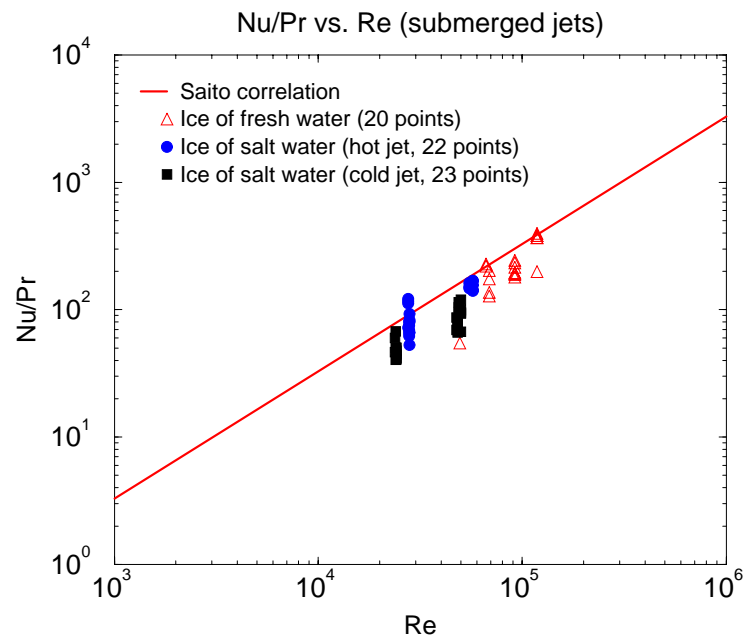 Nu/Pr vs. Re (submerged jets)
10^4
Saito correlation
Ice of fresh water (20 points)
Ice of salt water (hot jet, 22 points)
Ice of salt water (cold jet, 23 points)
10^3
Nu/Pr
10^2
10^1
10^0
10^3 10^4 10^5 10^6
Re